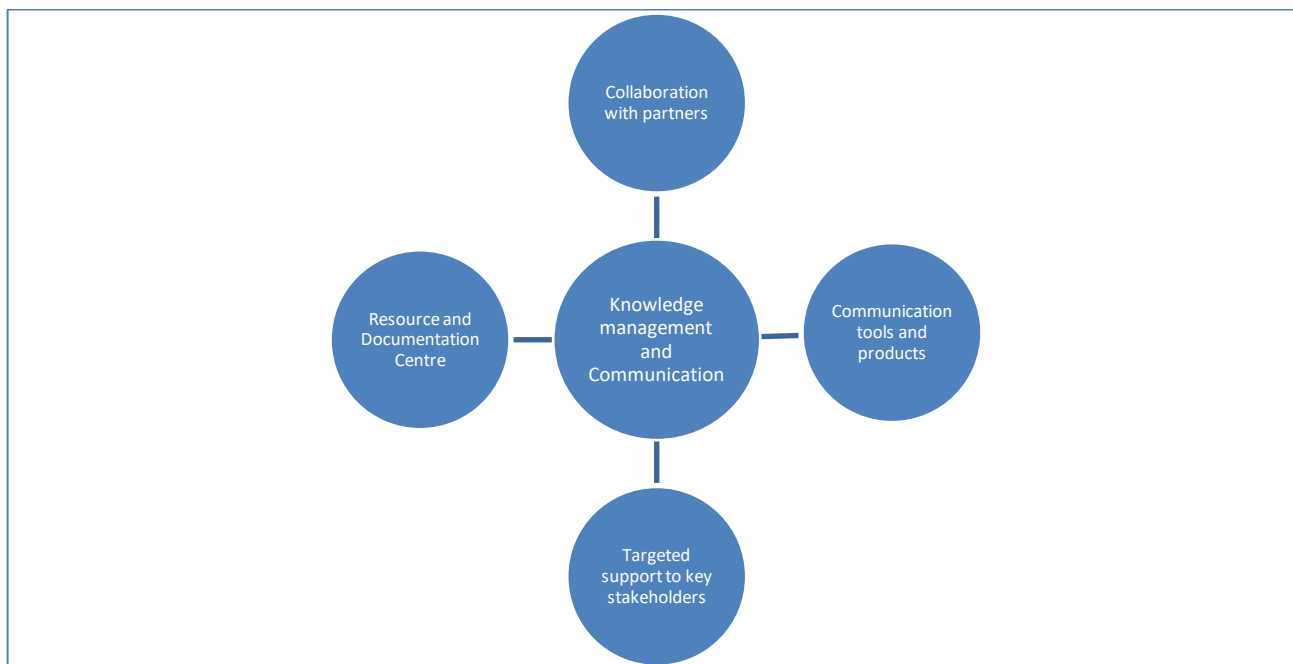 Collaboration
with partners
Resource and
Documentation
Centre
Knowledge
management
and
Communication
Communication
tools and
products
Targeted
support to key
stakeholders